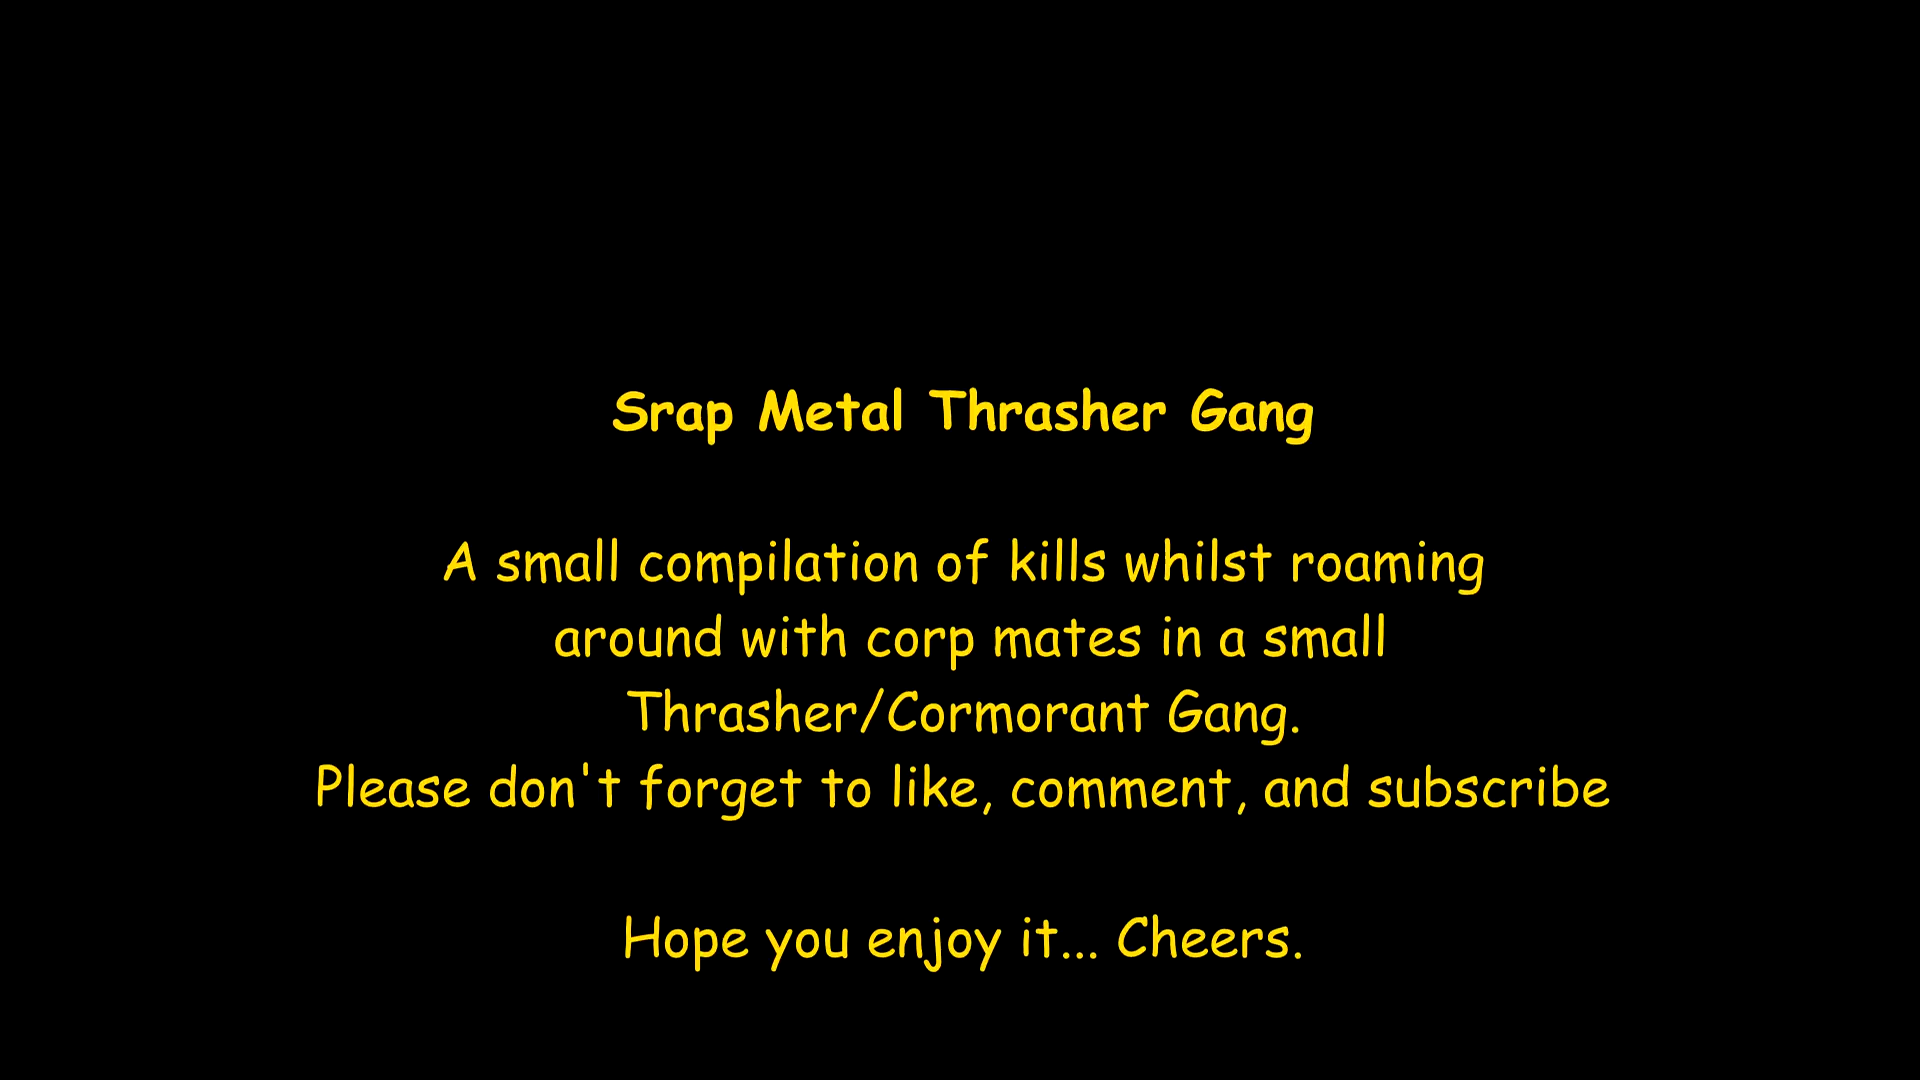 Srap Metal Thrasher Gang
A small compilation of kills whilst roaming
around with corp mates in a small
Thrasher/Cormorant Gang.
Please don't forget to like, comment, and subscribe
Hope you enjoy it... Cheers.